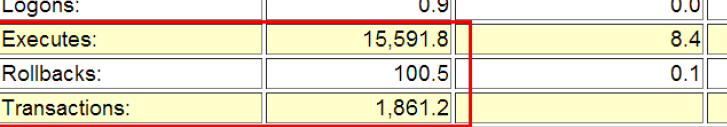 Logons: 0.9 0.0
Executes: 15,591.8 8.4
Rollbacks: 100.5 0.1
Transactions: 1,861.2